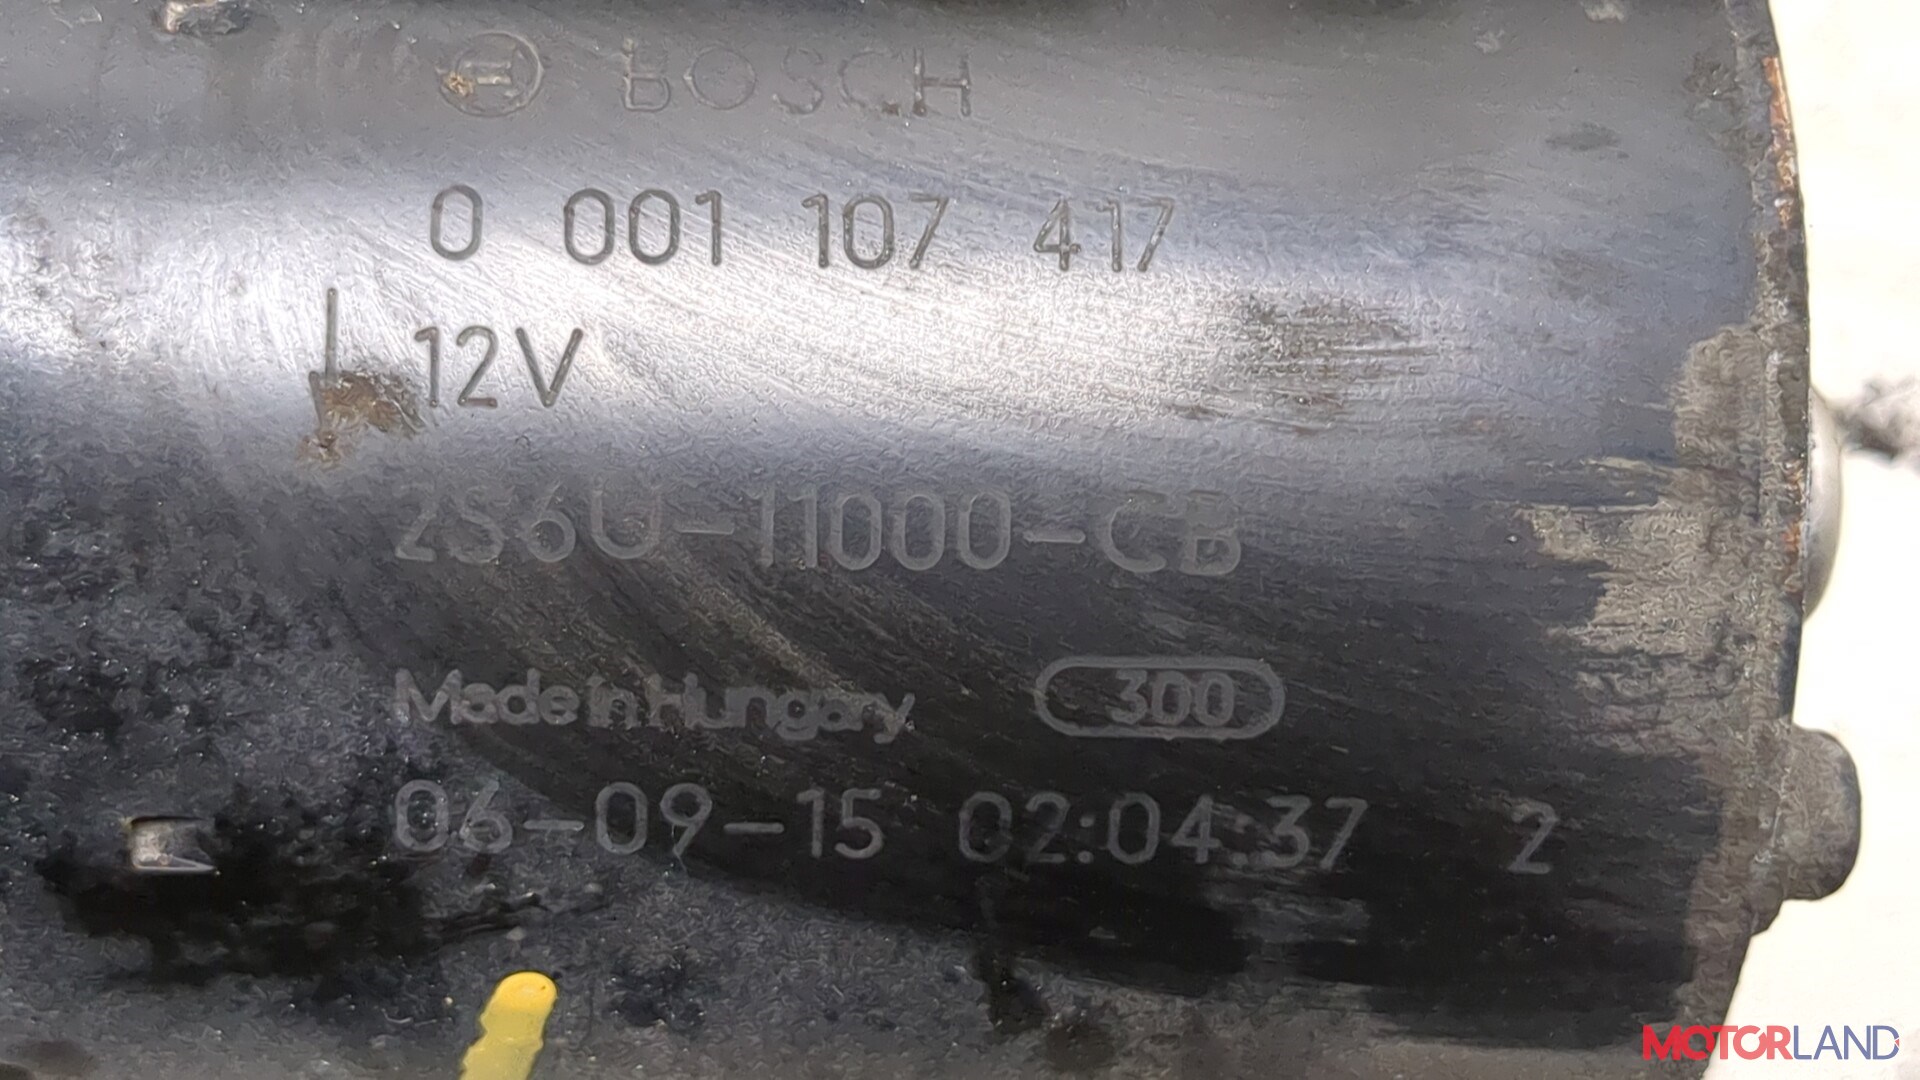 BOSCH
0 001 107 417
12V
2S6U-11000-CB
Made in Hungary 300
06-09-15 02:04:37 2
MOTORLAND